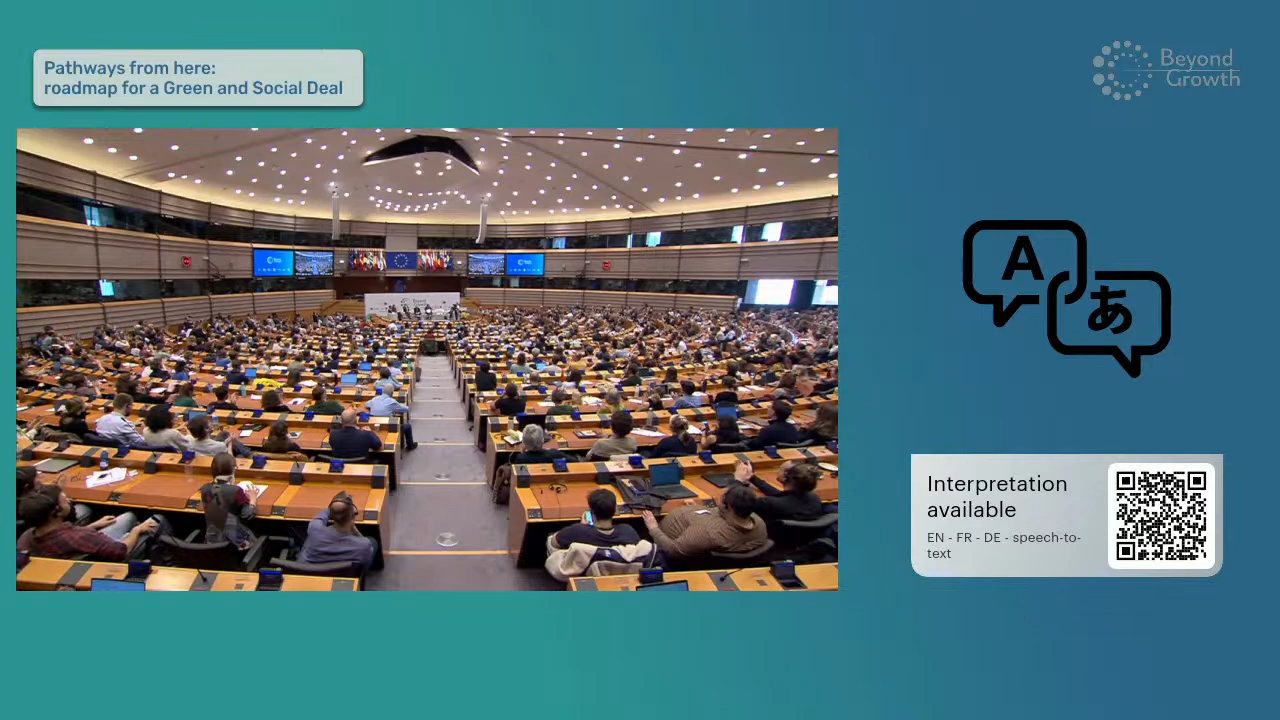 Pathways from here:
roadmap for a Green and Social Deal
Beyond
Growth
A
あ
Interpretation
available
EN - FR - DE - speech-to-
text